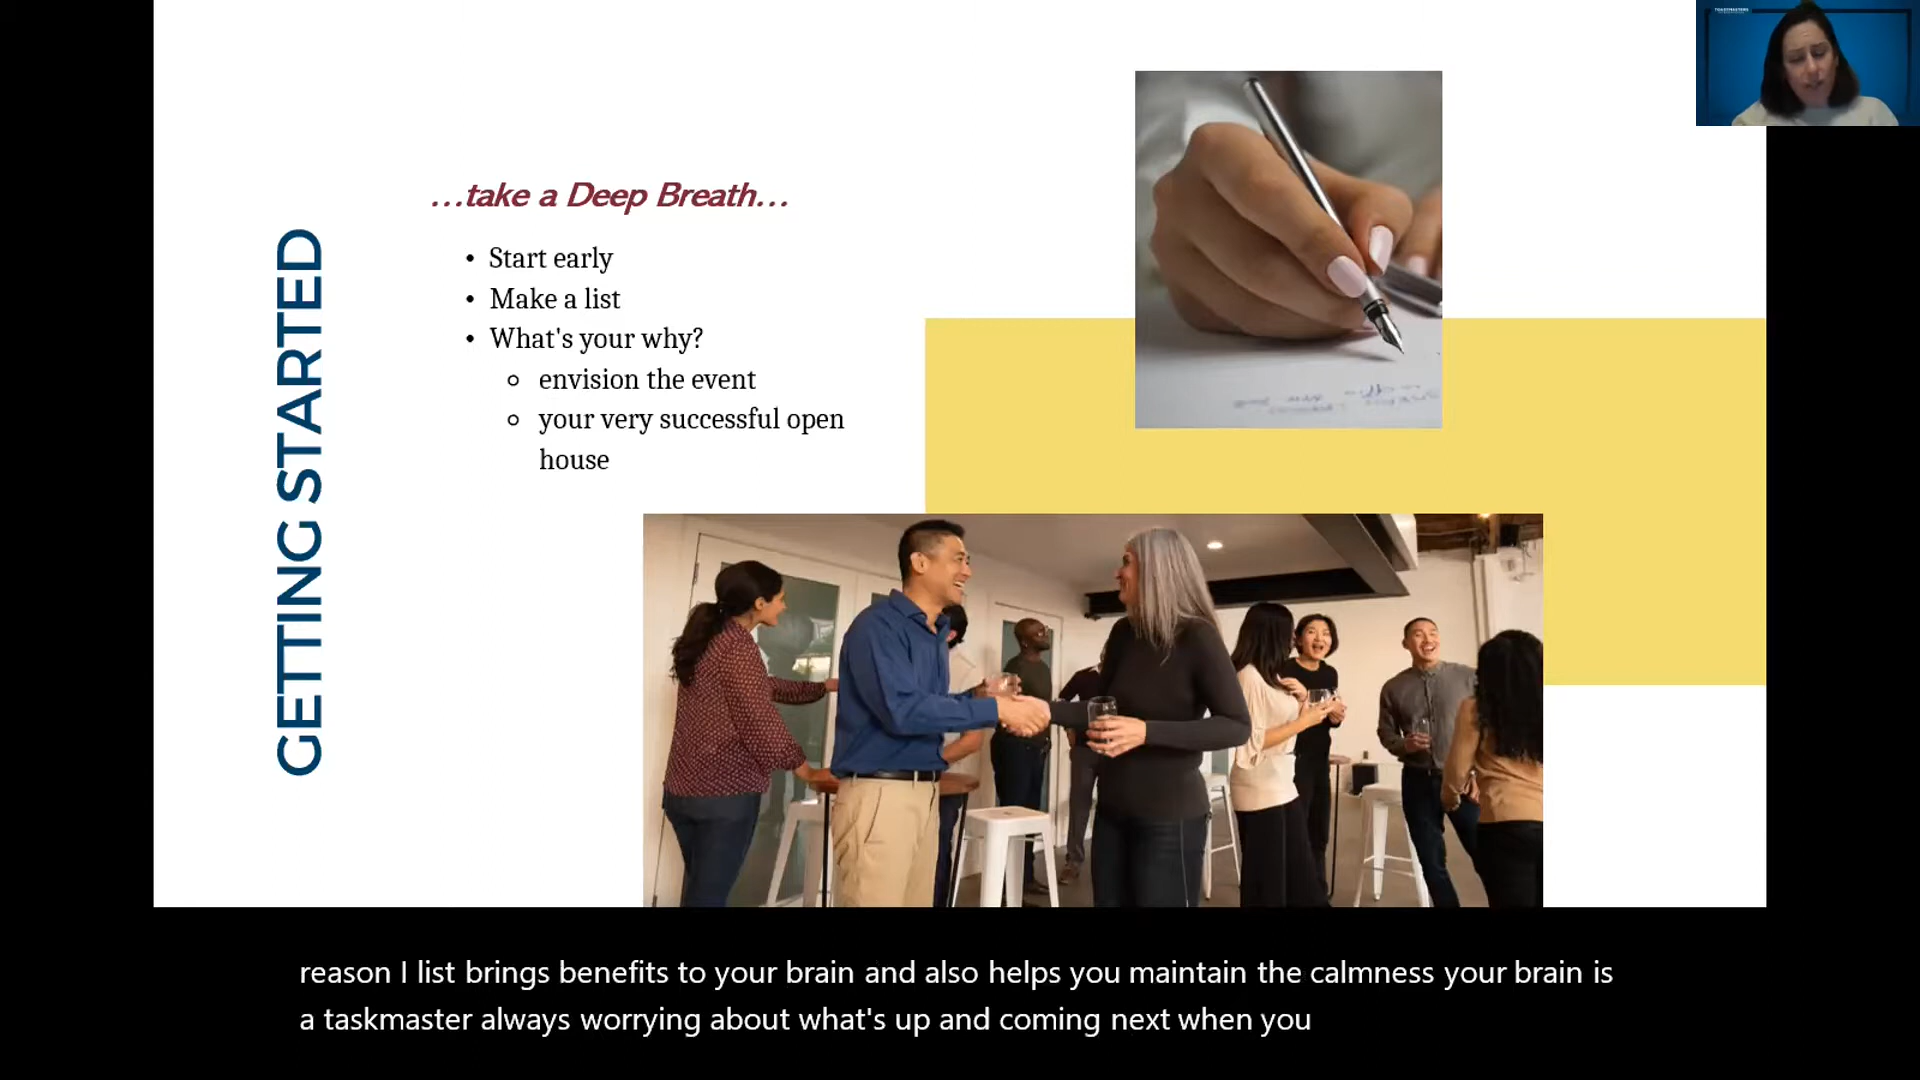 TOASTMASTERS
...take a Deep Breath...
GETTING STARTED
• Start early
• Make a list
• What's your why?
○ envision the event
○ your very successful open
house
reason I list brings benefits to your brain and also helps you maintain the calmness your brain is
a taskmaster always worrying about what's up and coming next when you